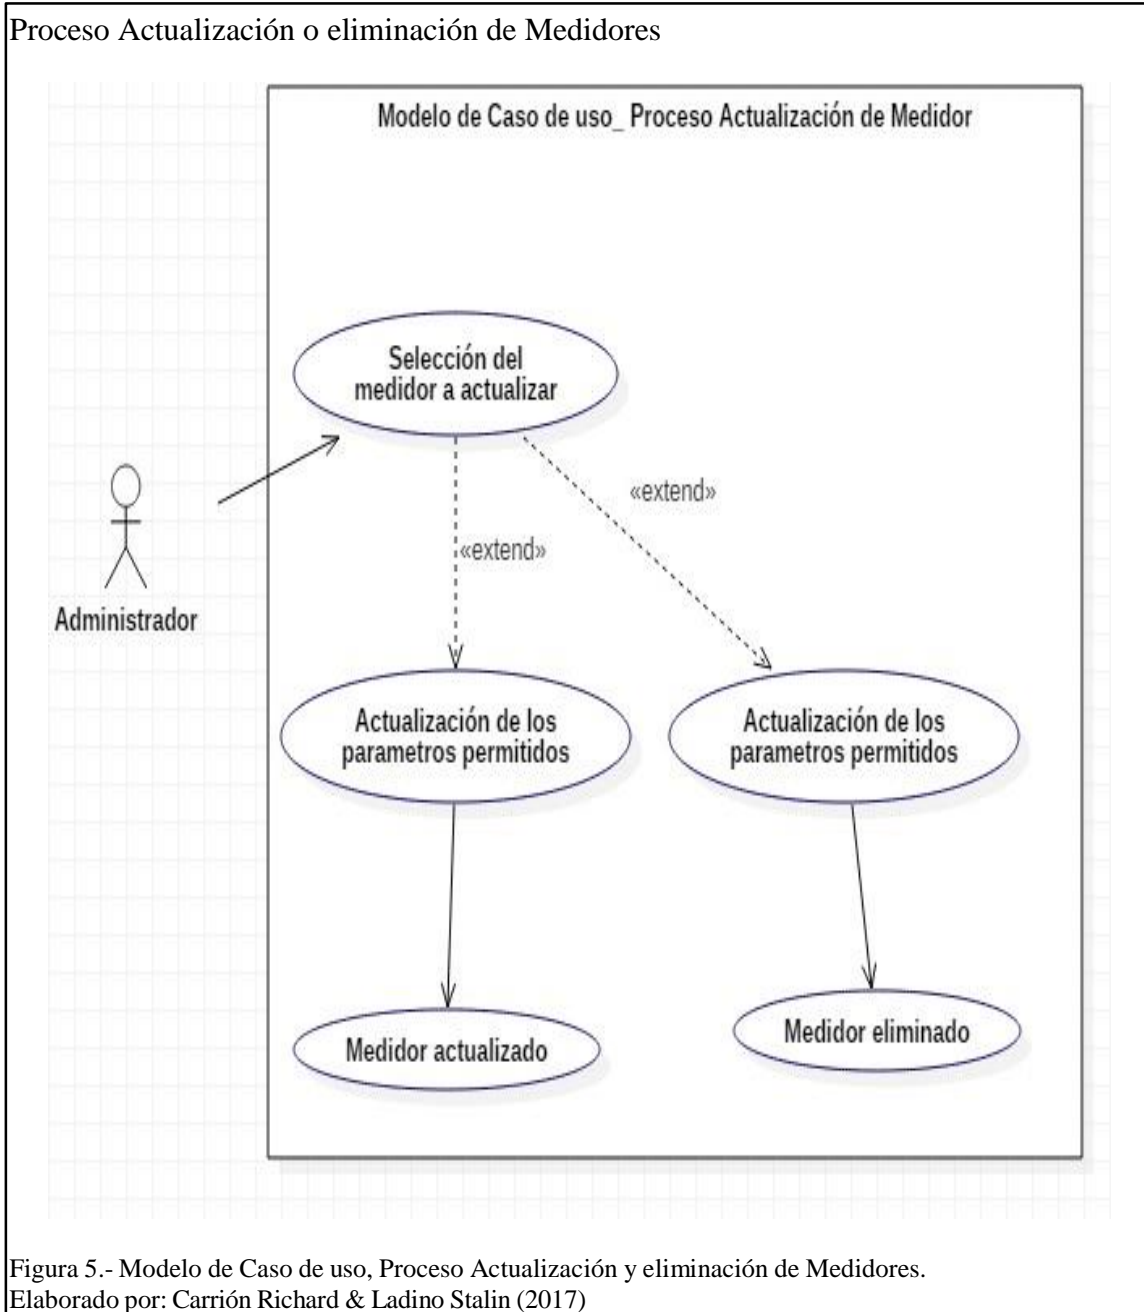 Proceso Actualización o eliminación de Medidores
Modelo de Caso de uso_ Proceso Actualización de Medidor
Selección del
medidor a actualizar
«extend»
«extend»
Administrador
Actualización de los
parametros permitidos
Actualización de los
parametros permitidos
Medidor actualizado
Medidor eliminado
Figura 5.- Modelo de Caso de uso, Proceso Actualización y eliminación de Medidores.
Elaborado por: Carrión Richard & Ladino Stalin (2017)